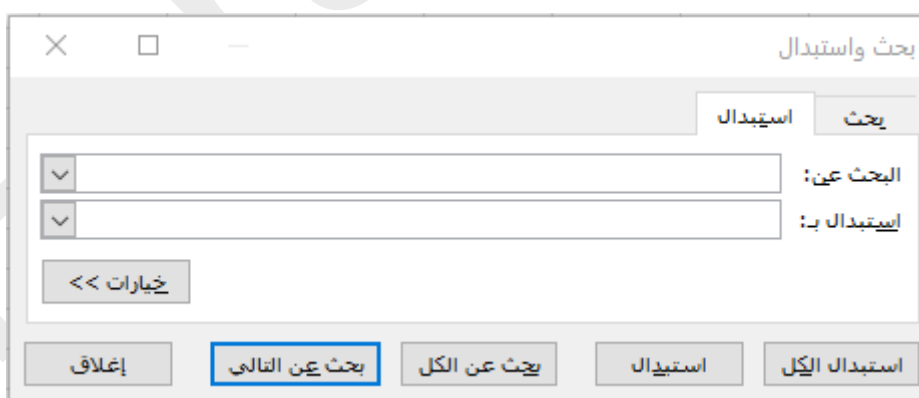 بحث واستبدال
بحث استبدال
البحث عن:
استبدال بـ:
خيارات >>
استبدال الكل استبدال بحث عن الكل بحث عن التالي إغلاق